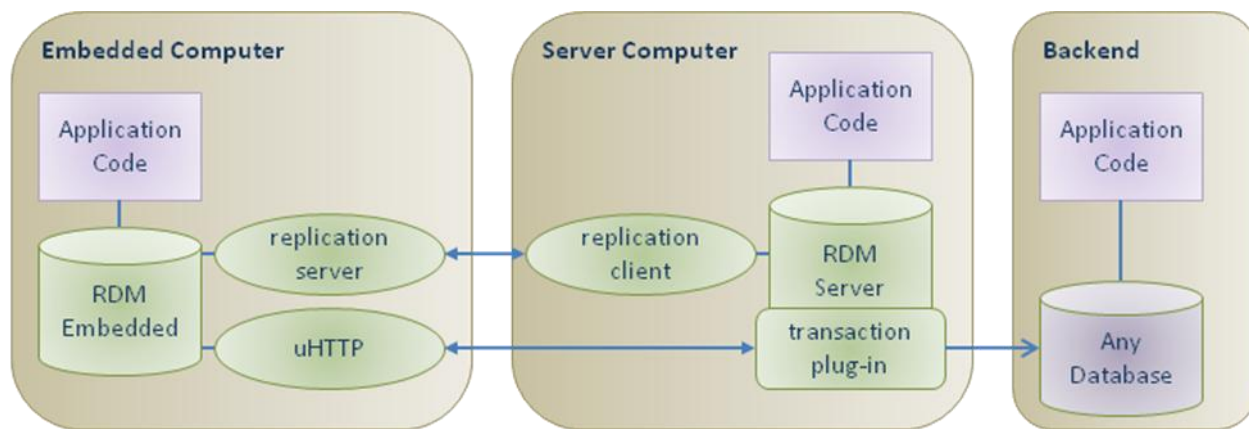 Embedded Computer
Application
Code
RDM
Embedded
replication
server
uHTTP
Server Computer
Application
Code
replication
client
RDM
Server
transaction
plug-in
Backend
Application
Code
Any
Database